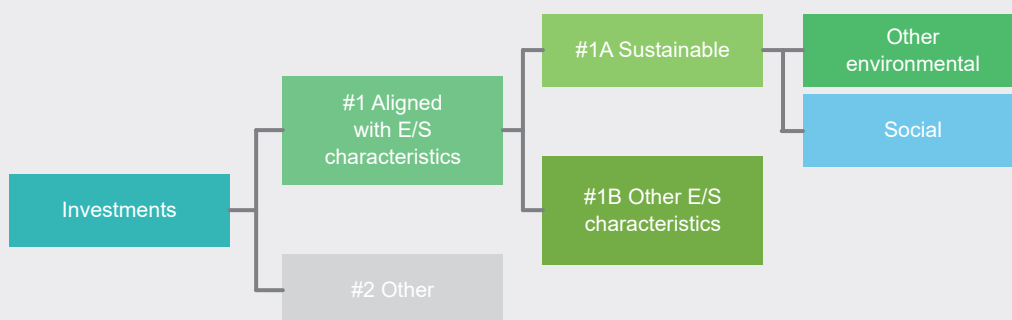 Investments
#1 Aligned
with E/S
characteristics
#2 Other
#1A Sustainable
#1B Other E/S
characteristics
Other
environmental
Social